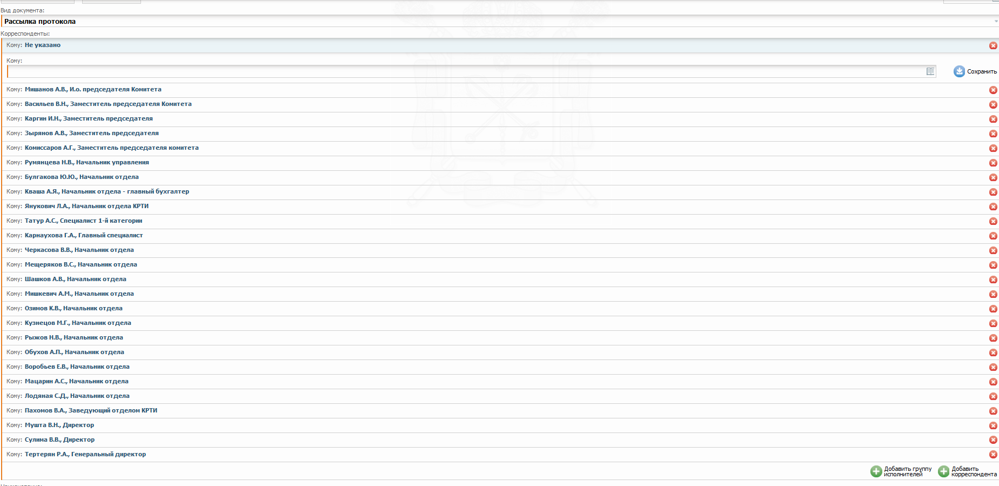 Вид документа:
Рассылка протокола
Корреспонденты:
Кому: Не указано
Кому:
Сохранить
Кому: Мишанов А.В., И.о. председателя Комитета
Кому: Васильев В.Н., Заместитель председателя Комитета
Кому: Каргин И.Н., Заместитель председателя
Кому: Зырянов А.В., Заместитель председателя
Кому: Комиссаров А.Г., Заместитель председателя комитета
Кому: Румянцева Н.В., Начальник управления
Кому: Булгакова Ю.Ю., Начальник отдела
Кому: Кваша А.Я., Начальник отдела - главный бухгалтер
Кому: Янукович Л.А., Начальник отдела КРТИ
Кому: Татур А.С., Специалист 1-й категории
Кому: Карнаухова Г.А., Главный специалист
Кому: Черкасова В.В., Начальник отдела
Кому: Мещеряков В.С., Начальник отдела
Кому: Шашков А.В., Начальник отдела
Кому: Мишкевич А.М., Начальник отдела
Кому: Озимов К.В., Начальник отдела
Кому: Кузнецов М.Г., Начальник отдела
Кому: Рыжов Н.В., Начальник отдела
Кому: Обухов А.П., Начальник отдела
Кому: Воробьев Е.В., Начальник отдела
Кому: Мацарин А.С., Начальник отдела
Кому: Лодяная С.Д., Начальник отдела
Кому: Пахомов В.А., Заведующий отделом КРТИ
Кому: Мушта В.Н., Директор
Кому: Сулима В.В., Директор
Кому: Тертерян Р.А., Генеральный директор
Добавить группу
исполнителей
Добавить
корреспондента